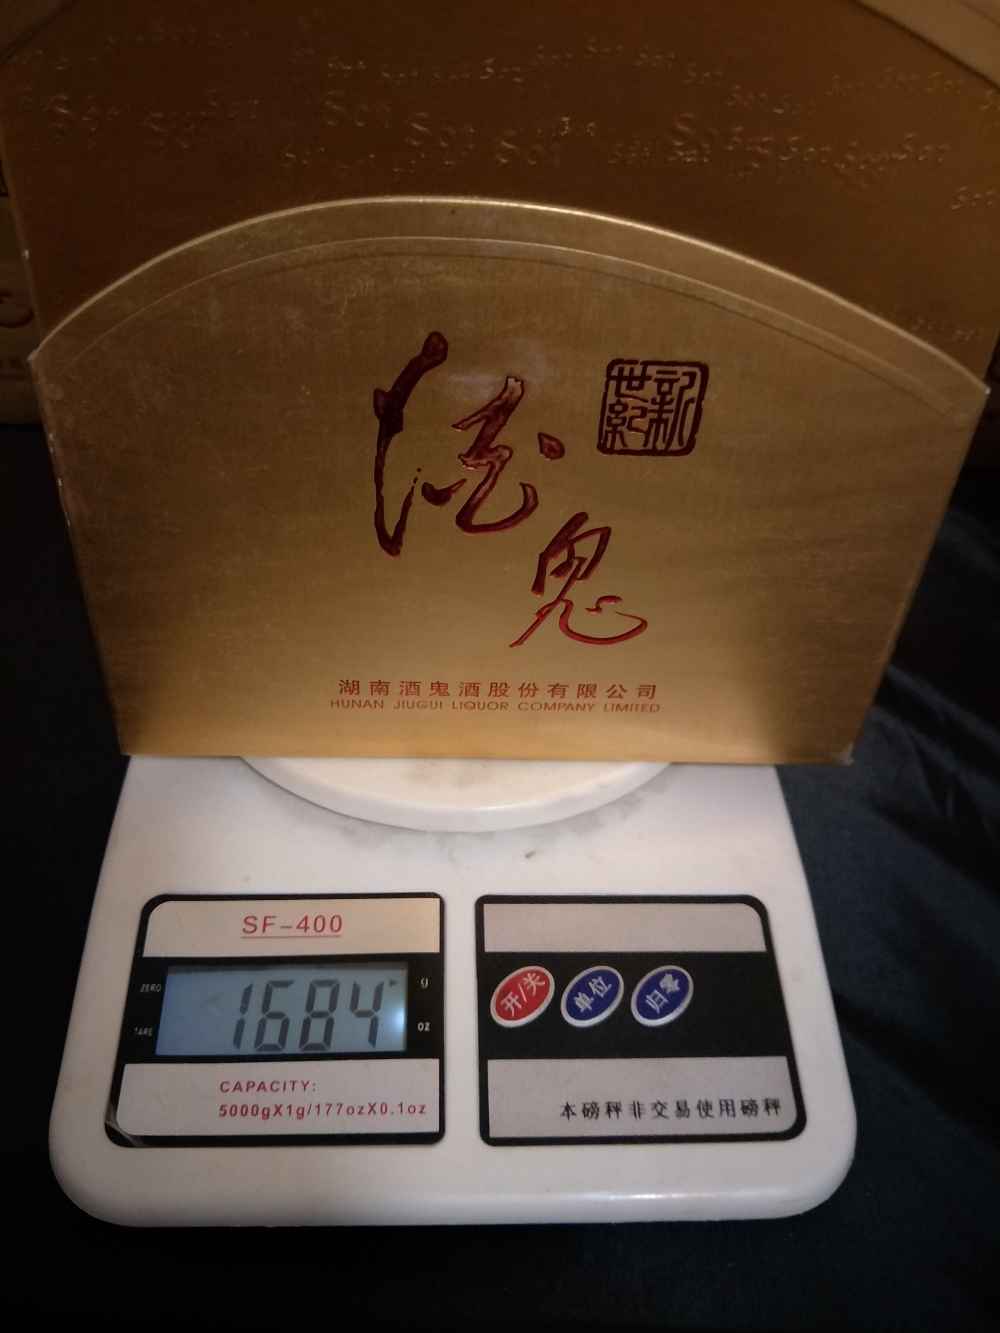 酒鬼
新世纪
湖南酒鬼酒股份有限公司
HUNAN JIUGUI LIQUOR COMPANY LIMITED
SF-400
ZERO
g
1684
TARE
oz
开/关
单位
归零
CAPACITY:
5000gX1g/177ozX0.1oz
本磅秤非交易使用磅秤